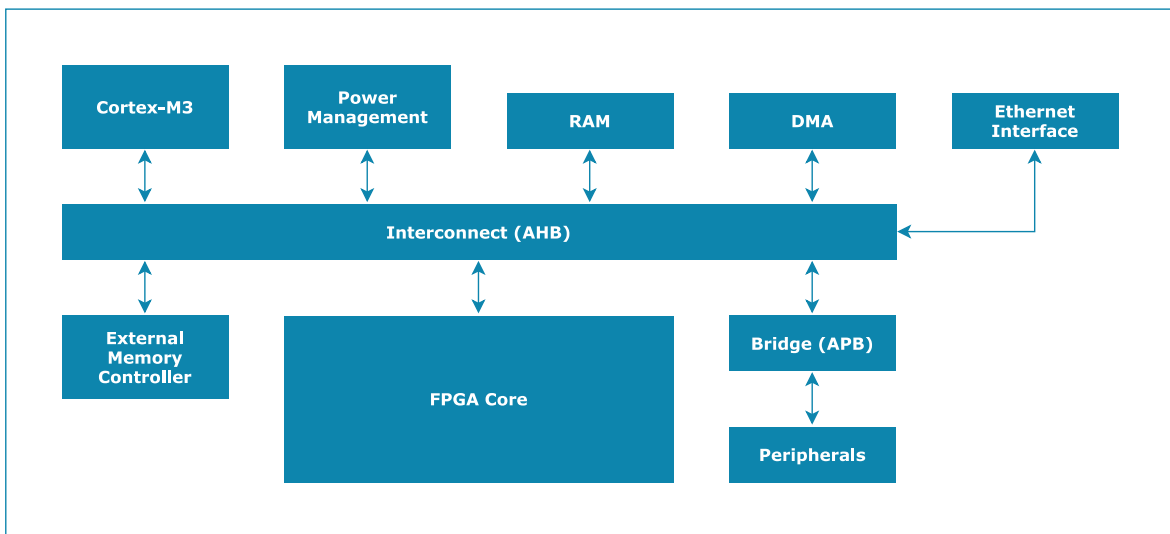 Cortex-M3
Power
Management
RAM
DMA
Ethernet
Interface
Interconnect (AHB)
External
Memory
Controller
FPGA Core
Bridge (APB)
Peripherals